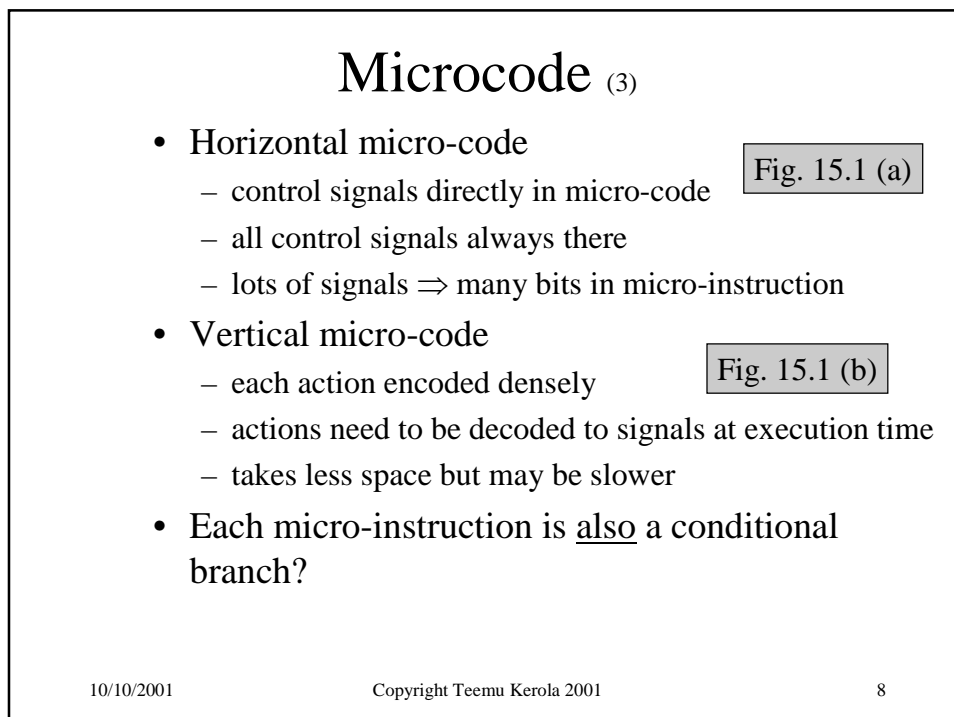 Microcode (3)
• Horizontal micro-code
Fig. 15.1 (a)
– control signals directly in micro-code
– all control signals always there
– lots of signals ⇒ many bits in micro-instruction
• Vertical micro-code
Fig. 15.1 (b)
– each action encoded densely
– actions need to be decoded to signals at execution time
– takes less space but may be slower
• Each micro-instruction is also a conditional
branch?
10/10/2001 Copyright Teemu Kerola 2001 8